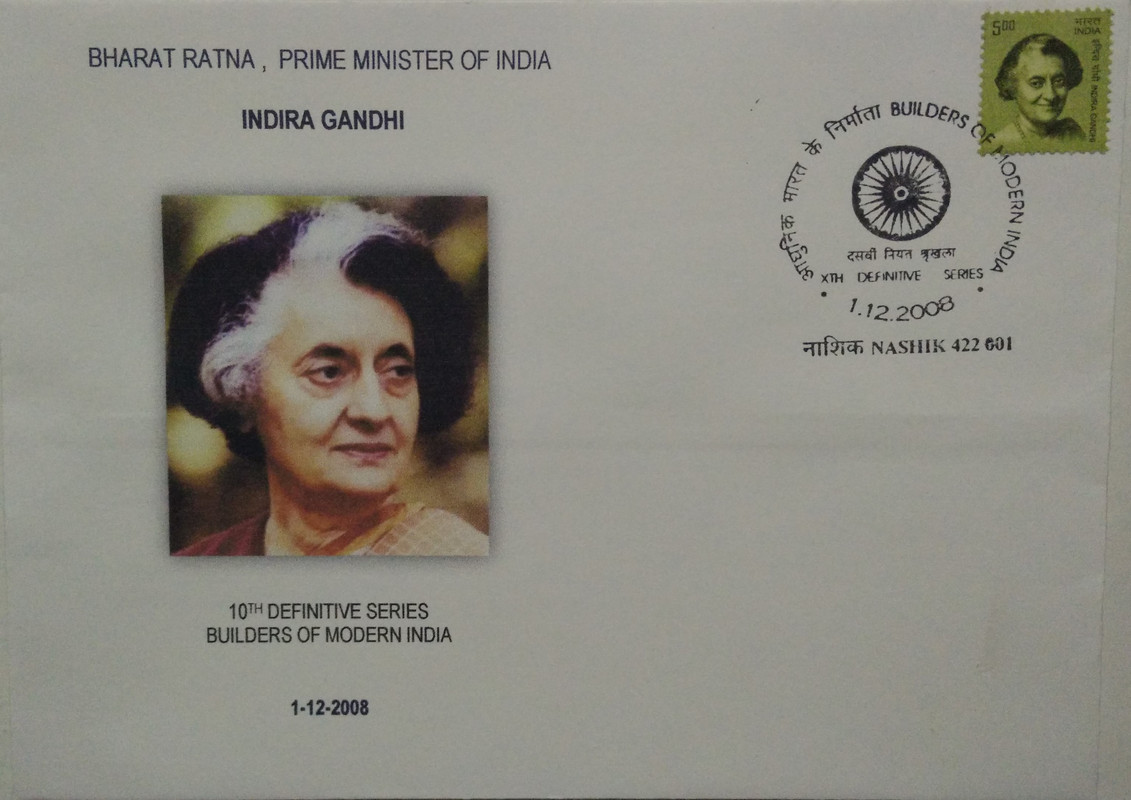 BHARAT RATNA , PRIME MINISTER OF INDIA
INDIRA GANDHI
10TH DEFINITIVE SERIES
BUILDERS OF MODERN INDIA
1-12-2008
500
भारत
INDIA
इन्दिरा गांधी INDIRA GANDHI
आधुनिक भारत के निर्माता BUILDERS OF MODERN INDIA
दसवीं नियत श्रृंखला
XTH DEFINITIVE SERIES
1.12.2008
नाशिक NASHIK 422 001